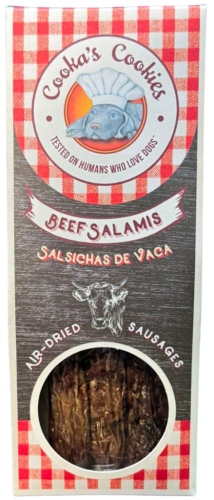 Cooka's Cookies
"TESTED ON HUMANS WHO LOVE DOGS"
BEEF SALAMIS
SALSICHAS DE VACA
AIR-DRIED SAUSAGES